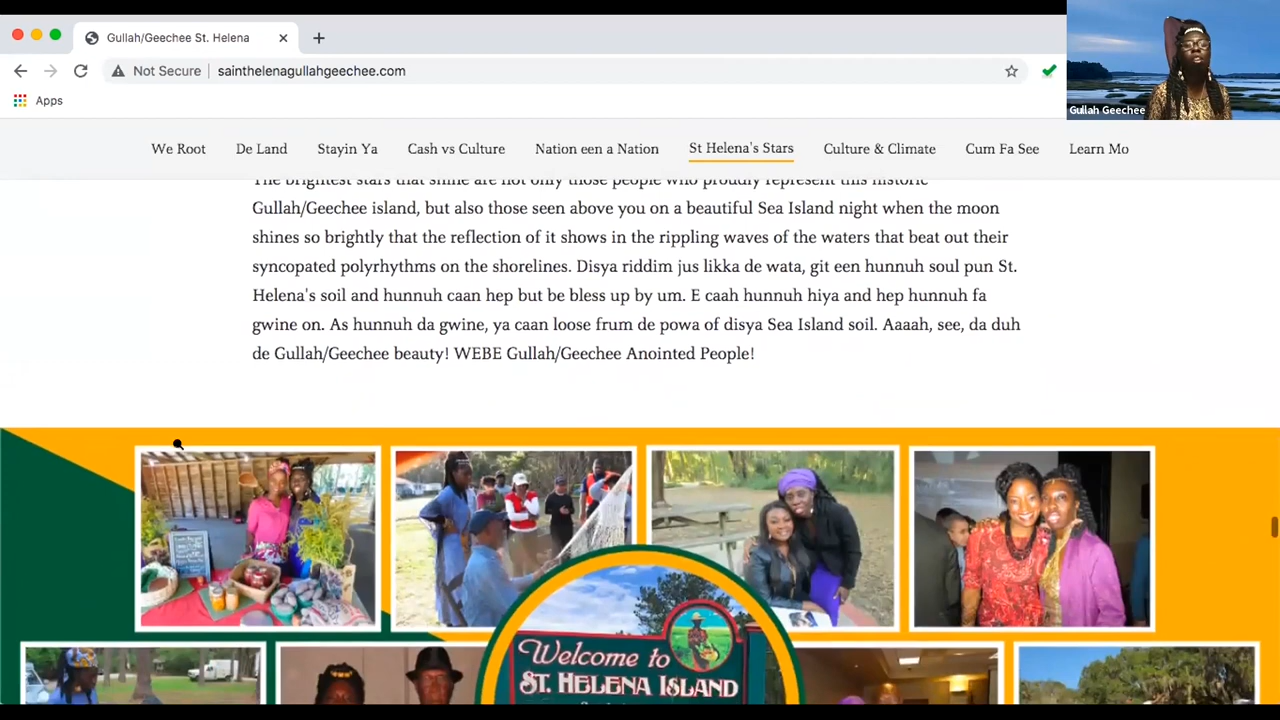 Gullah/Geechee St. Helena
Not Secure
sainthelenagullahgeechee.com
Apps
Gullah Geechee
We Root
De Land
Stayin Ya
Cash vs Culture
Nation een a Nation
St Helena's Stars
Culture & Climate
Cum Fa See
Learn Mo
The brightest stars that shine are not only those people who proudly represent this historic
Gullah/Geechee island, but also those seen above you on a beautiful Sea Island night when the moon
shines so brightly that the reflection of it shows in the rippling waves of the waters that beat out their
syncopated polyrhythms on the shorelines. Disya riddim jus likka de wata, git een hunnuh soul pun St.
Helena's soil and hunnuh caan hep but be bless up by um. E caah hunnuh hiya and hep hunnuh fa
gwine on. As hunnuh da gwine, ya caan loose frum de powa of disya Sea Island soil. Aaaah, see, da duh
de Gullah/Geechee beauty! WEBE Gullah/Geechee Anointed People!
Welcome to
ST. HELENA ISLAND